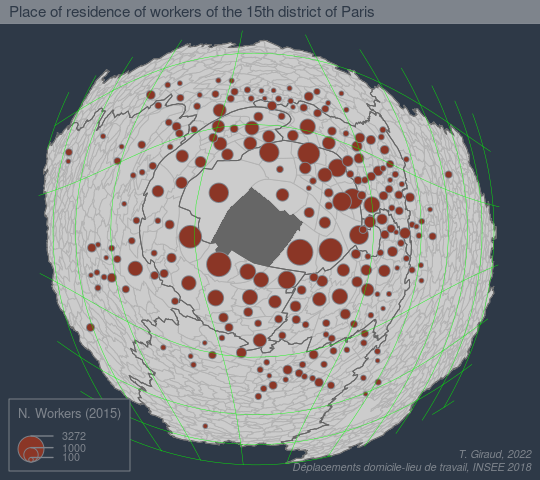 Place of residence of workers of the 15th district of Paris
N. Workers (2015)
3272
1000
100
T. Giraud, 2022
Déplacements domicile-lieu de travail, INSEE 2018